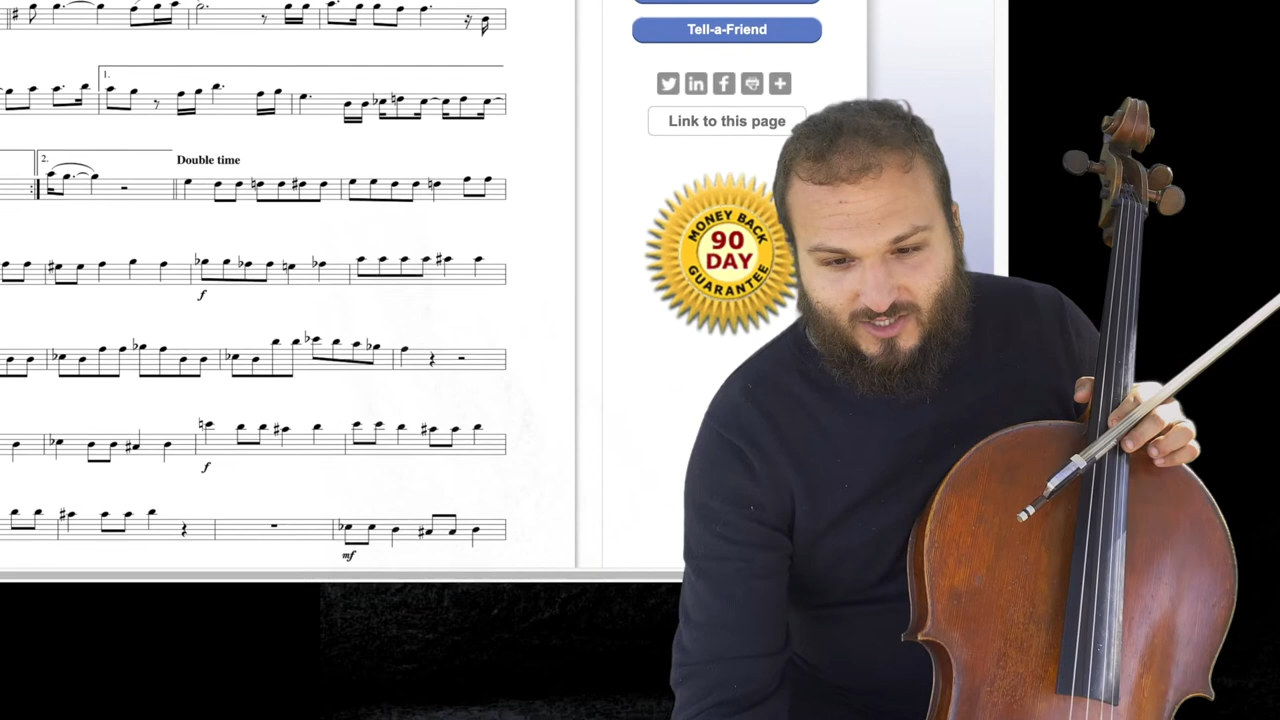 Tell-a-Friend
Link to this page
1.
2.
Double time
MONEY BACK
90
DAY
GUARANTEE
f
f
mf